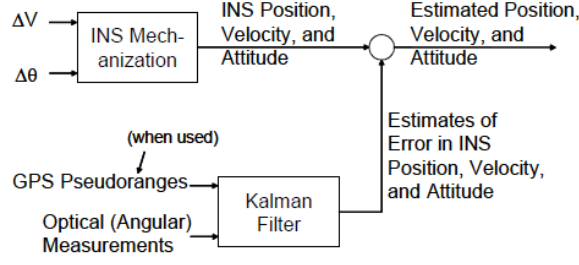 ΔV
Δθ
INS Mech-
anization
INS Position,
Velocity, and
Attitude
Estimated Position,
Velocity, and
Attitude
Estimates of
Error in INS
Position, Velocity,
and Attitude
(when used)
GPS Pseudoranges
Optical (Angular)
Measurements
Kalman
Filter